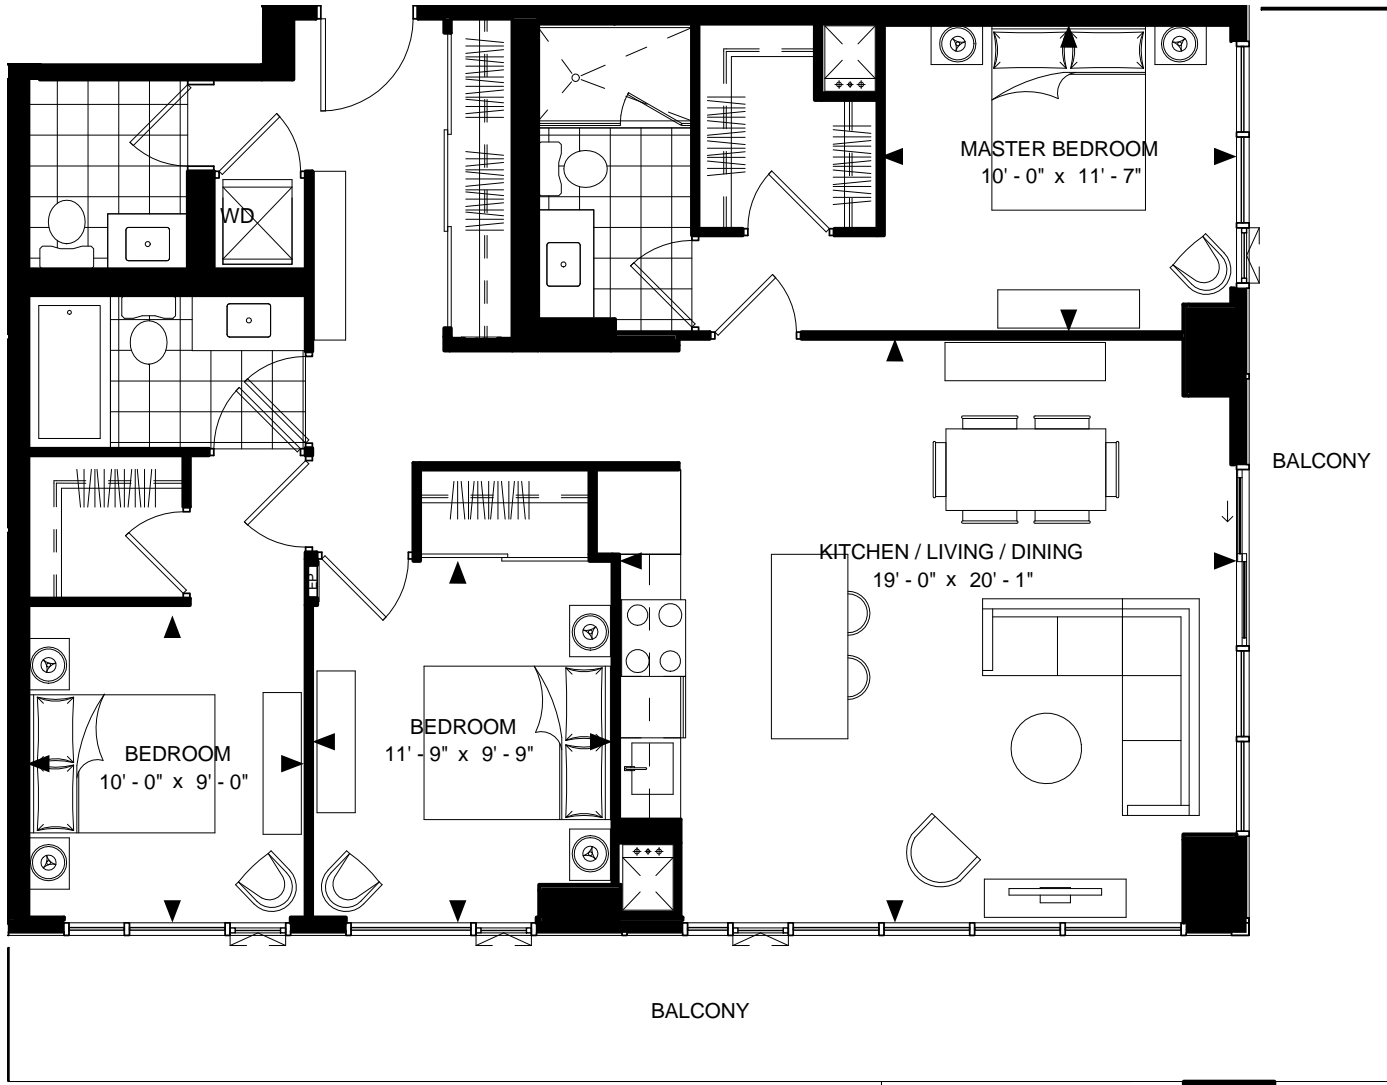 MASTER BEDROOM
10' - 0" x 11' - 7"
WD
BALCONY
KITCHEN / LIVING / DINING
19' - 0" x 20' - 1"
EP
BEDROOM
11' - 9" x 9' - 9"
BEDROOM
10' - 0" x 9' - 0"
BALCONY